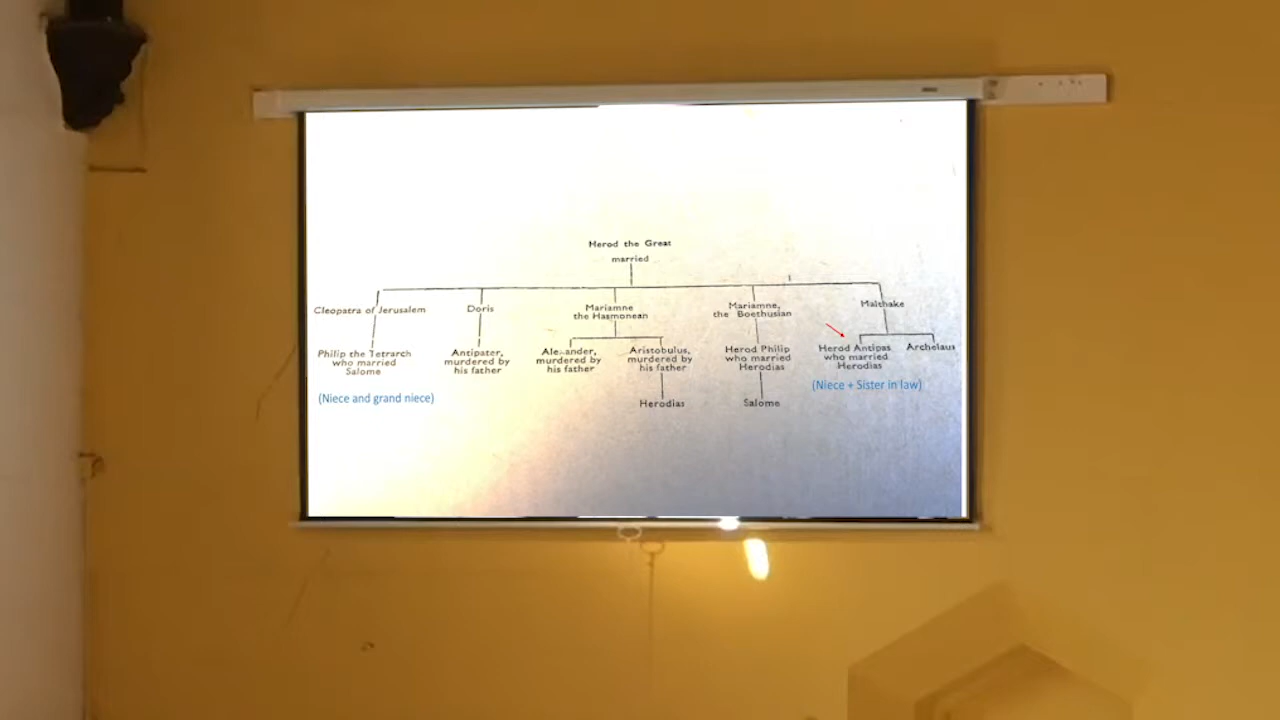 Herod the Great
married
Cleopatra of Jerusalem
Philip the Tetrarch
who married
Salome
(Niece and grand niece)
Doris
Antipater,
murdered by
his father
Mariamne
the Hasmonean
Alexander,
murdered by
his father
Aristobulus,
murdered by
his father
Herodias
Mariamne,
the Boethusian
Herod Philip
who married
Herodias
Salome
Malthake
Herod Antipas
who married
Herodias
(Niece + Sister in law)
Archelaus